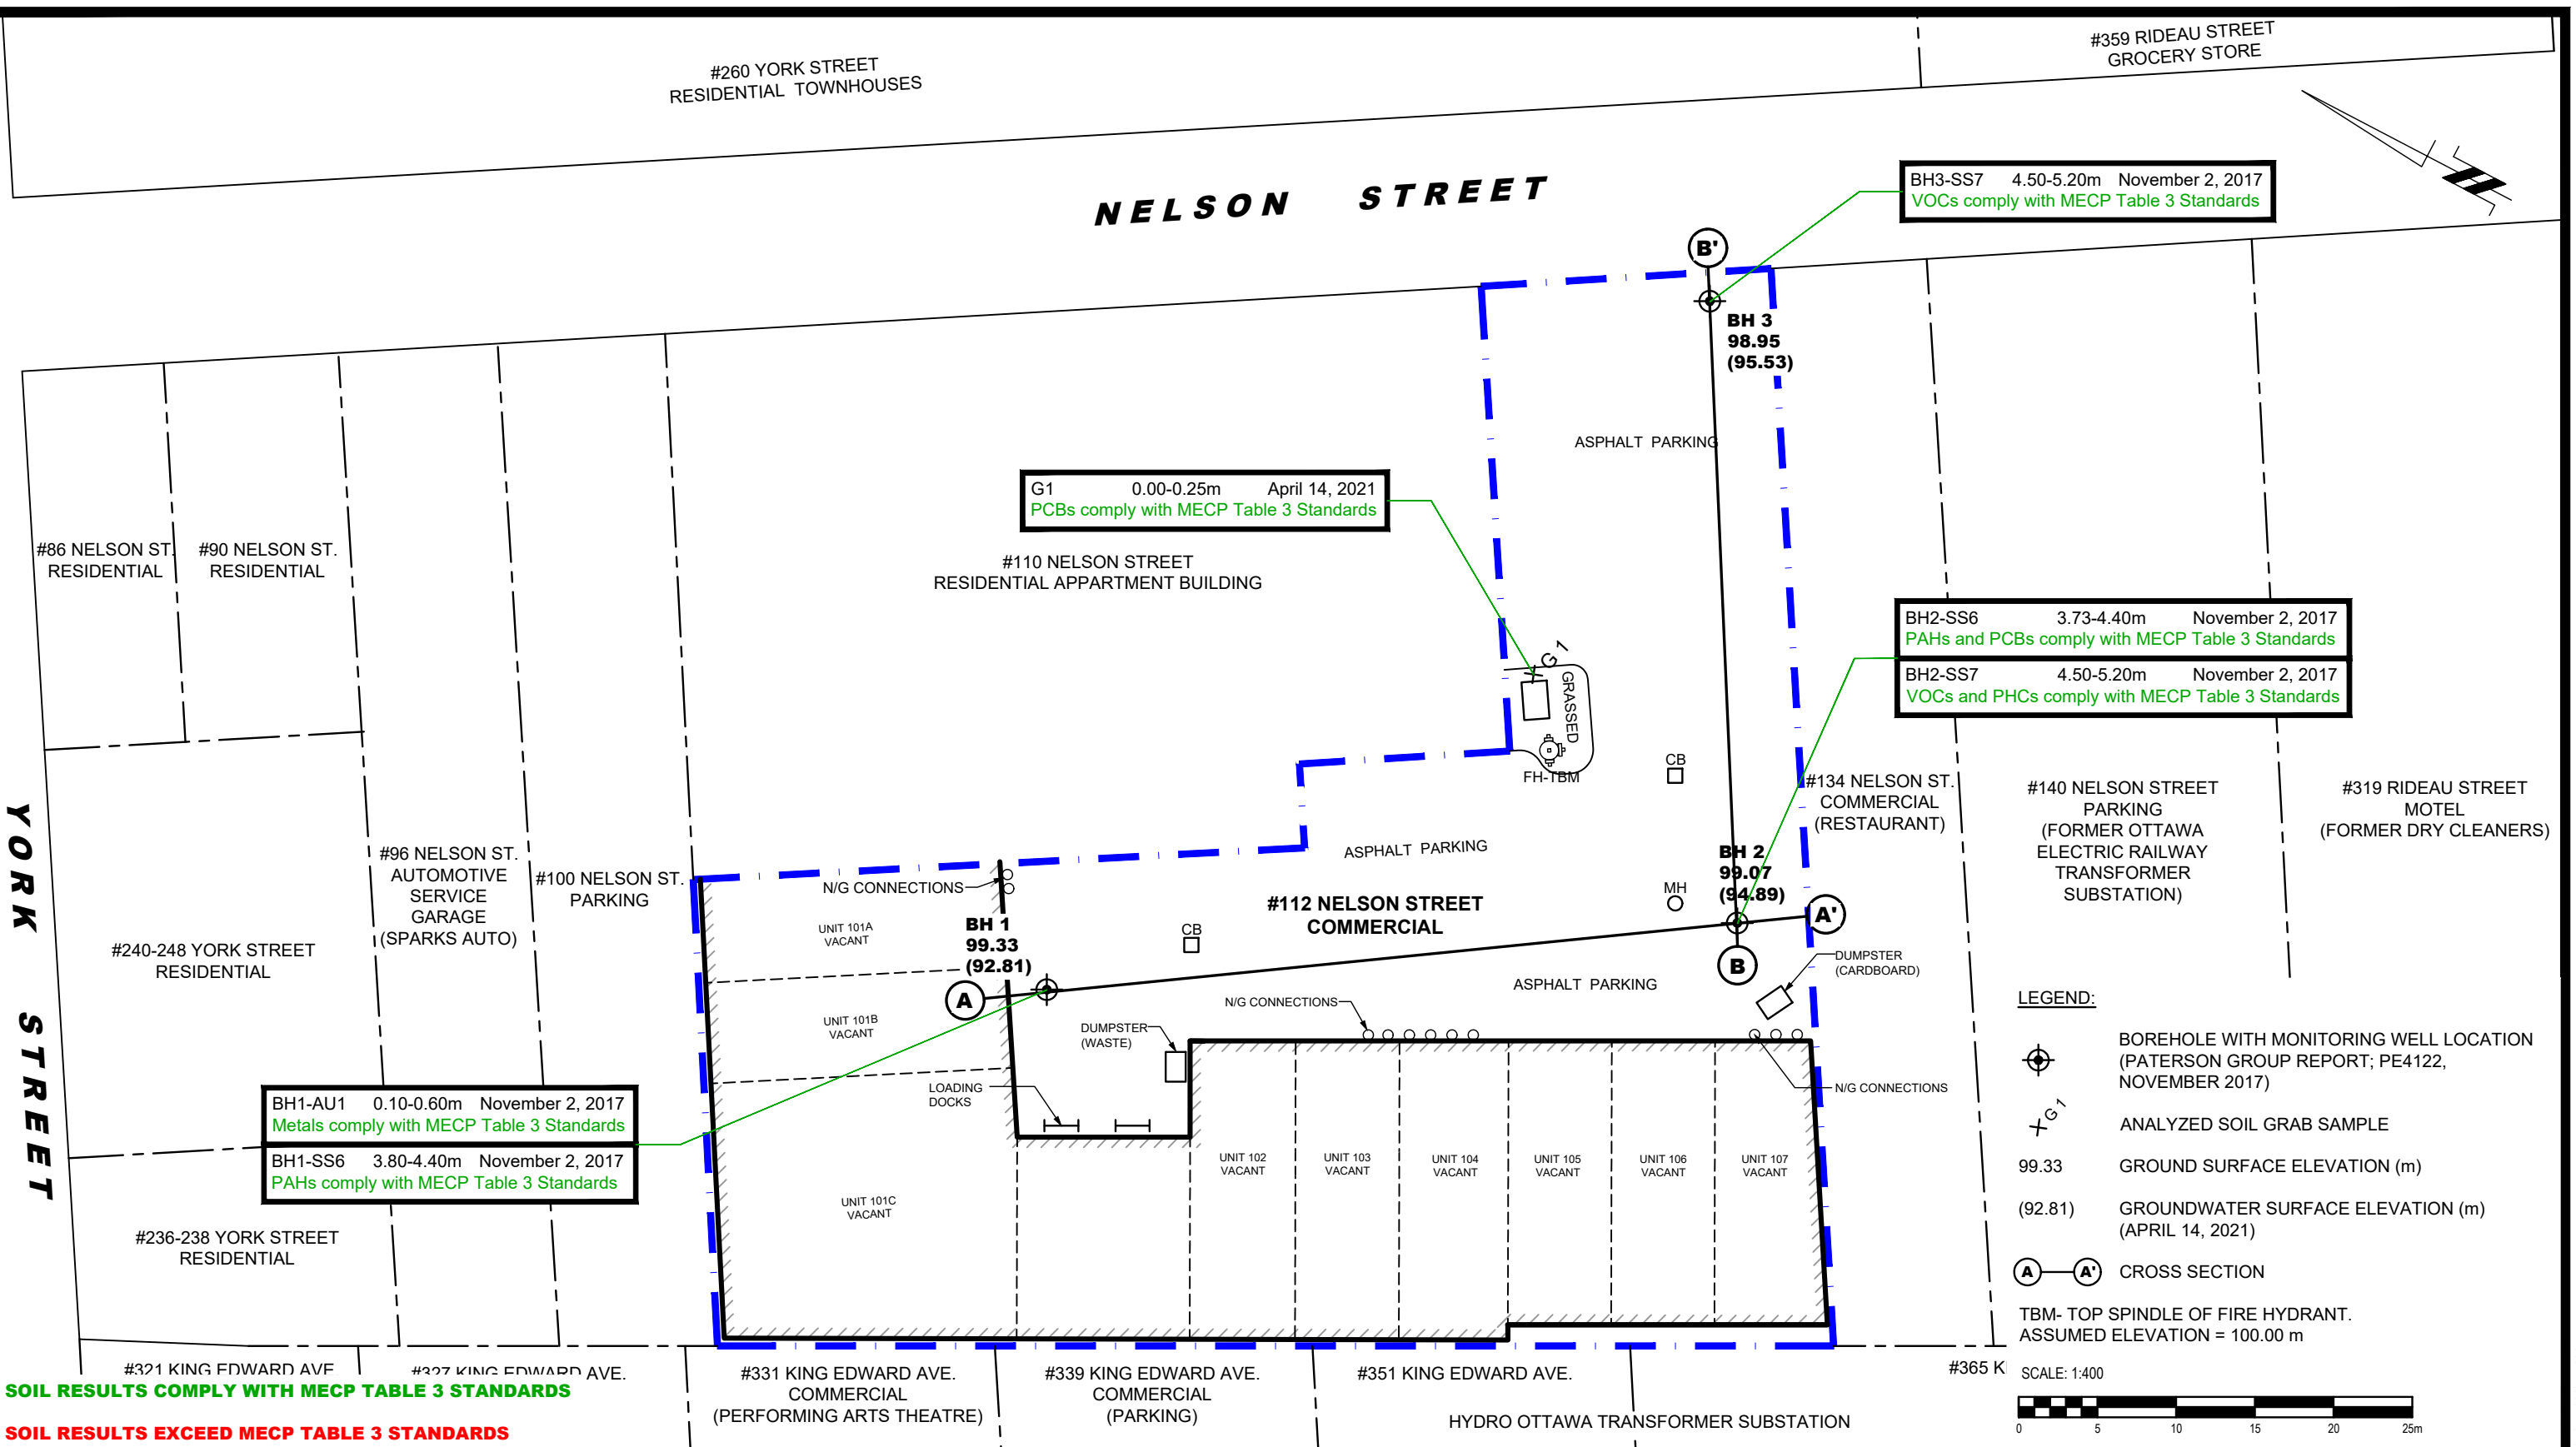 #260 YORK STREET
RESIDENTIAL TOWNHOUSES
#359 RIDEAU STREET
GROCERY STORE
NELSON STREET
BH3-SS7 4.50-5.20m November 2, 2017
VOCs comply with MECP Table 3 Standards
B'
BH 3
98.95
(95.53)
ASPHALT PARKING
G1 0.00-0.25m April 14, 2021
PCBs comply with MECP Table 3 Standards
#110 NELSON STREET
RESIDENTIAL APPARTMENT BUILDING
#86 NELSON ST.
RESIDENTIAL
#90 NELSON ST.
RESIDENTIAL
G 1
GRASSED
FH-TBM
CB
BH2-SS6 3.73-4.40m November 2, 2017
PAHs and PCBs comply with MECP Table 3 Standards
BH2-SS7 4.50-5.20m November 2, 2017
VOCs and PHCs comply with MECP Table 3 Standards
#134 NELSON ST.
COMMERCIAL
(RESTAURANT)
#140 NELSON STREET
PARKING
(FORMER OTTAWA
ELECTRIC RAILWAY
TRANSFORMER
SUBSTATION)
#319 RIDEAU STREET
MOTEL
(FORMER DRY CLEANERS)
YORK STREET
#96 NELSON ST.
AUTOMOTIVE
SERVICE
GARAGE
(SPARKS AUTO)
#100 NELSON ST.
PARKING
#240-248 YORK STREET
RESIDENTIAL
N/G CONNECTIONS
ASPHALT PARKING
BH 2
99.07
(94.89)
MH
#112 NELSON STREET
COMMERCIAL
UNIT 101A
VACANT
BH 1
99.33
(92.81)
CB
A
A'
B
DUMPSTER
(CARDBOARD)
ASPHALT PARKING
UNIT 101B
VACANT
N/G CONNECTIONS
DUMPSTER
(WASTE)
LOADING
DOCKS
N/G CONNECTIONS
BH1-AU1 0.10-0.60m November 2, 2017
Metals comply with MECP Table 3 Standards
BH1-SS6 3.80-4.40m November 2, 2017
PAHs comply with MECP Table 3 Standards
UNIT 101C
VACANT
UNIT 102
VACANT
UNIT 103
VACANT
UNIT 104
VACANT
UNIT 105
VACANT
UNIT 106
VACANT
UNIT 107
VACANT
#236-238 YORK STREET
RESIDENTIAL
#321 KING EDWARD AVE
#327 KING EDWARD AVE.
#331 KING EDWARD AVE.
COMMERCIAL
(PERFORMING ARTS THEATRE)
#339 KING EDWARD AVE.
COMMERCIAL
(PARKING)
#351 KING EDWARD AVE.
HYDRO OTTAWA TRANSFORMER SUBSTATION
#365 K
SOIL RESULTS COMPLY WITH MECP TABLE 3 STANDARDS
SOIL RESULTS EXCEED MECP TABLE 3 STANDARDS
LEGEND:
BOREHOLE WITH MONITORING WELL LOCATION
(PATERSON GROUP REPORT; PE4122,
NOVEMBER 2017)
G 1 ANALYZED SOIL GRAB SAMPLE
99.33 GROUND SURFACE ELEVATION (m)
(92.81) GROUNDWATER SURFACE ELEVATION (m)
(APRIL 14, 2021)
A A' CROSS SECTION
TBM- TOP SPINDLE OF FIRE HYDRANT.
ASSUMED ELEVATION = 100.00 m
SCALE: 1:400
0 5 10 15 20 25m